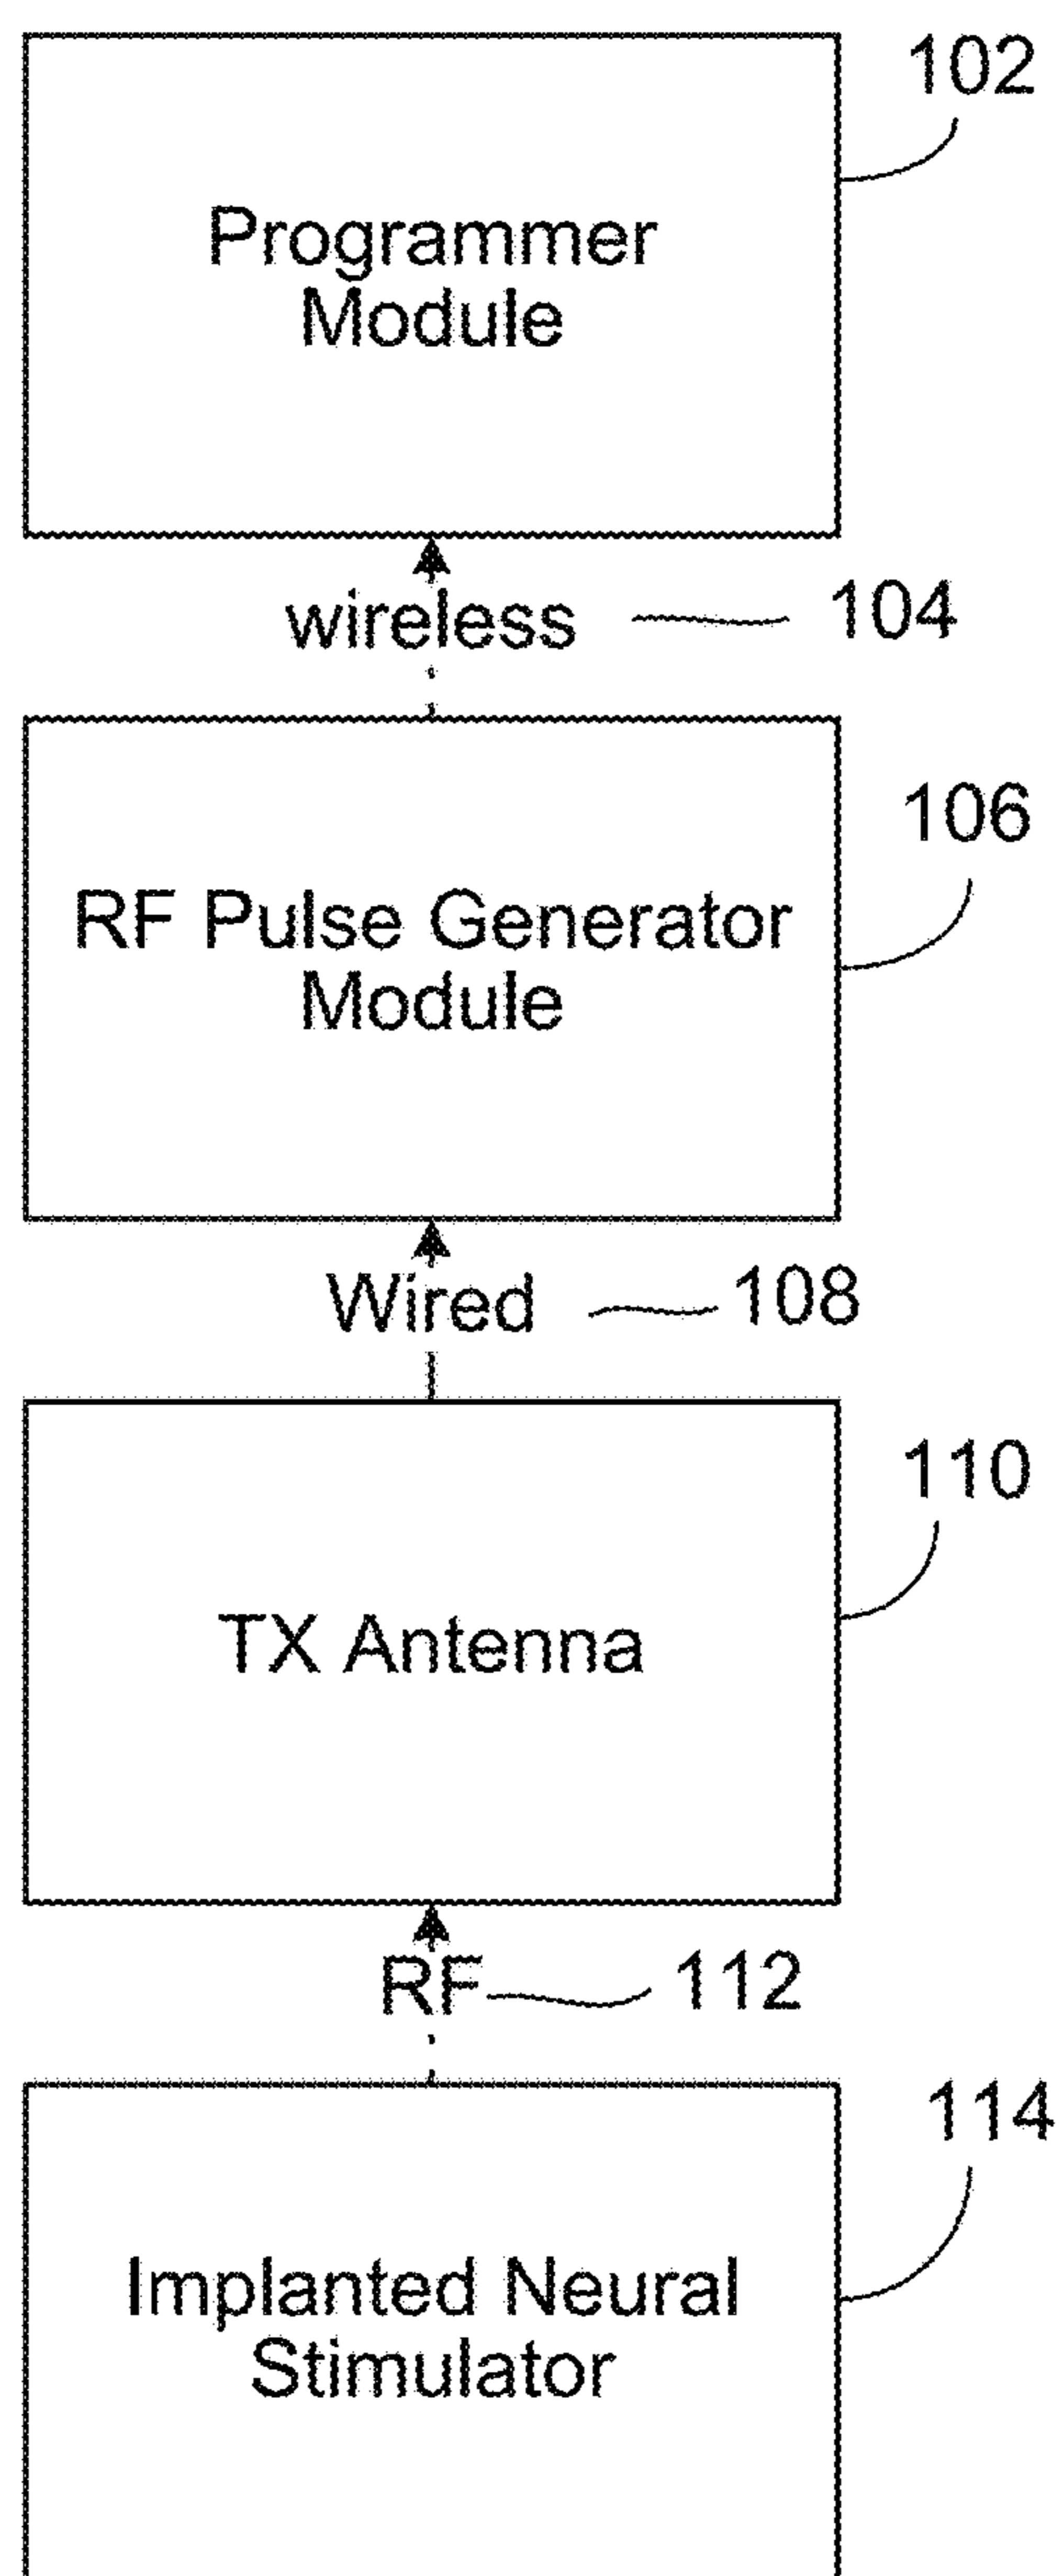 102
Programmer
Module
wireless
104
106
RF Pulse Generator
Module
Wired
108
110
TX Antenna
RF
112
114
Implanted Neural
Stimulator